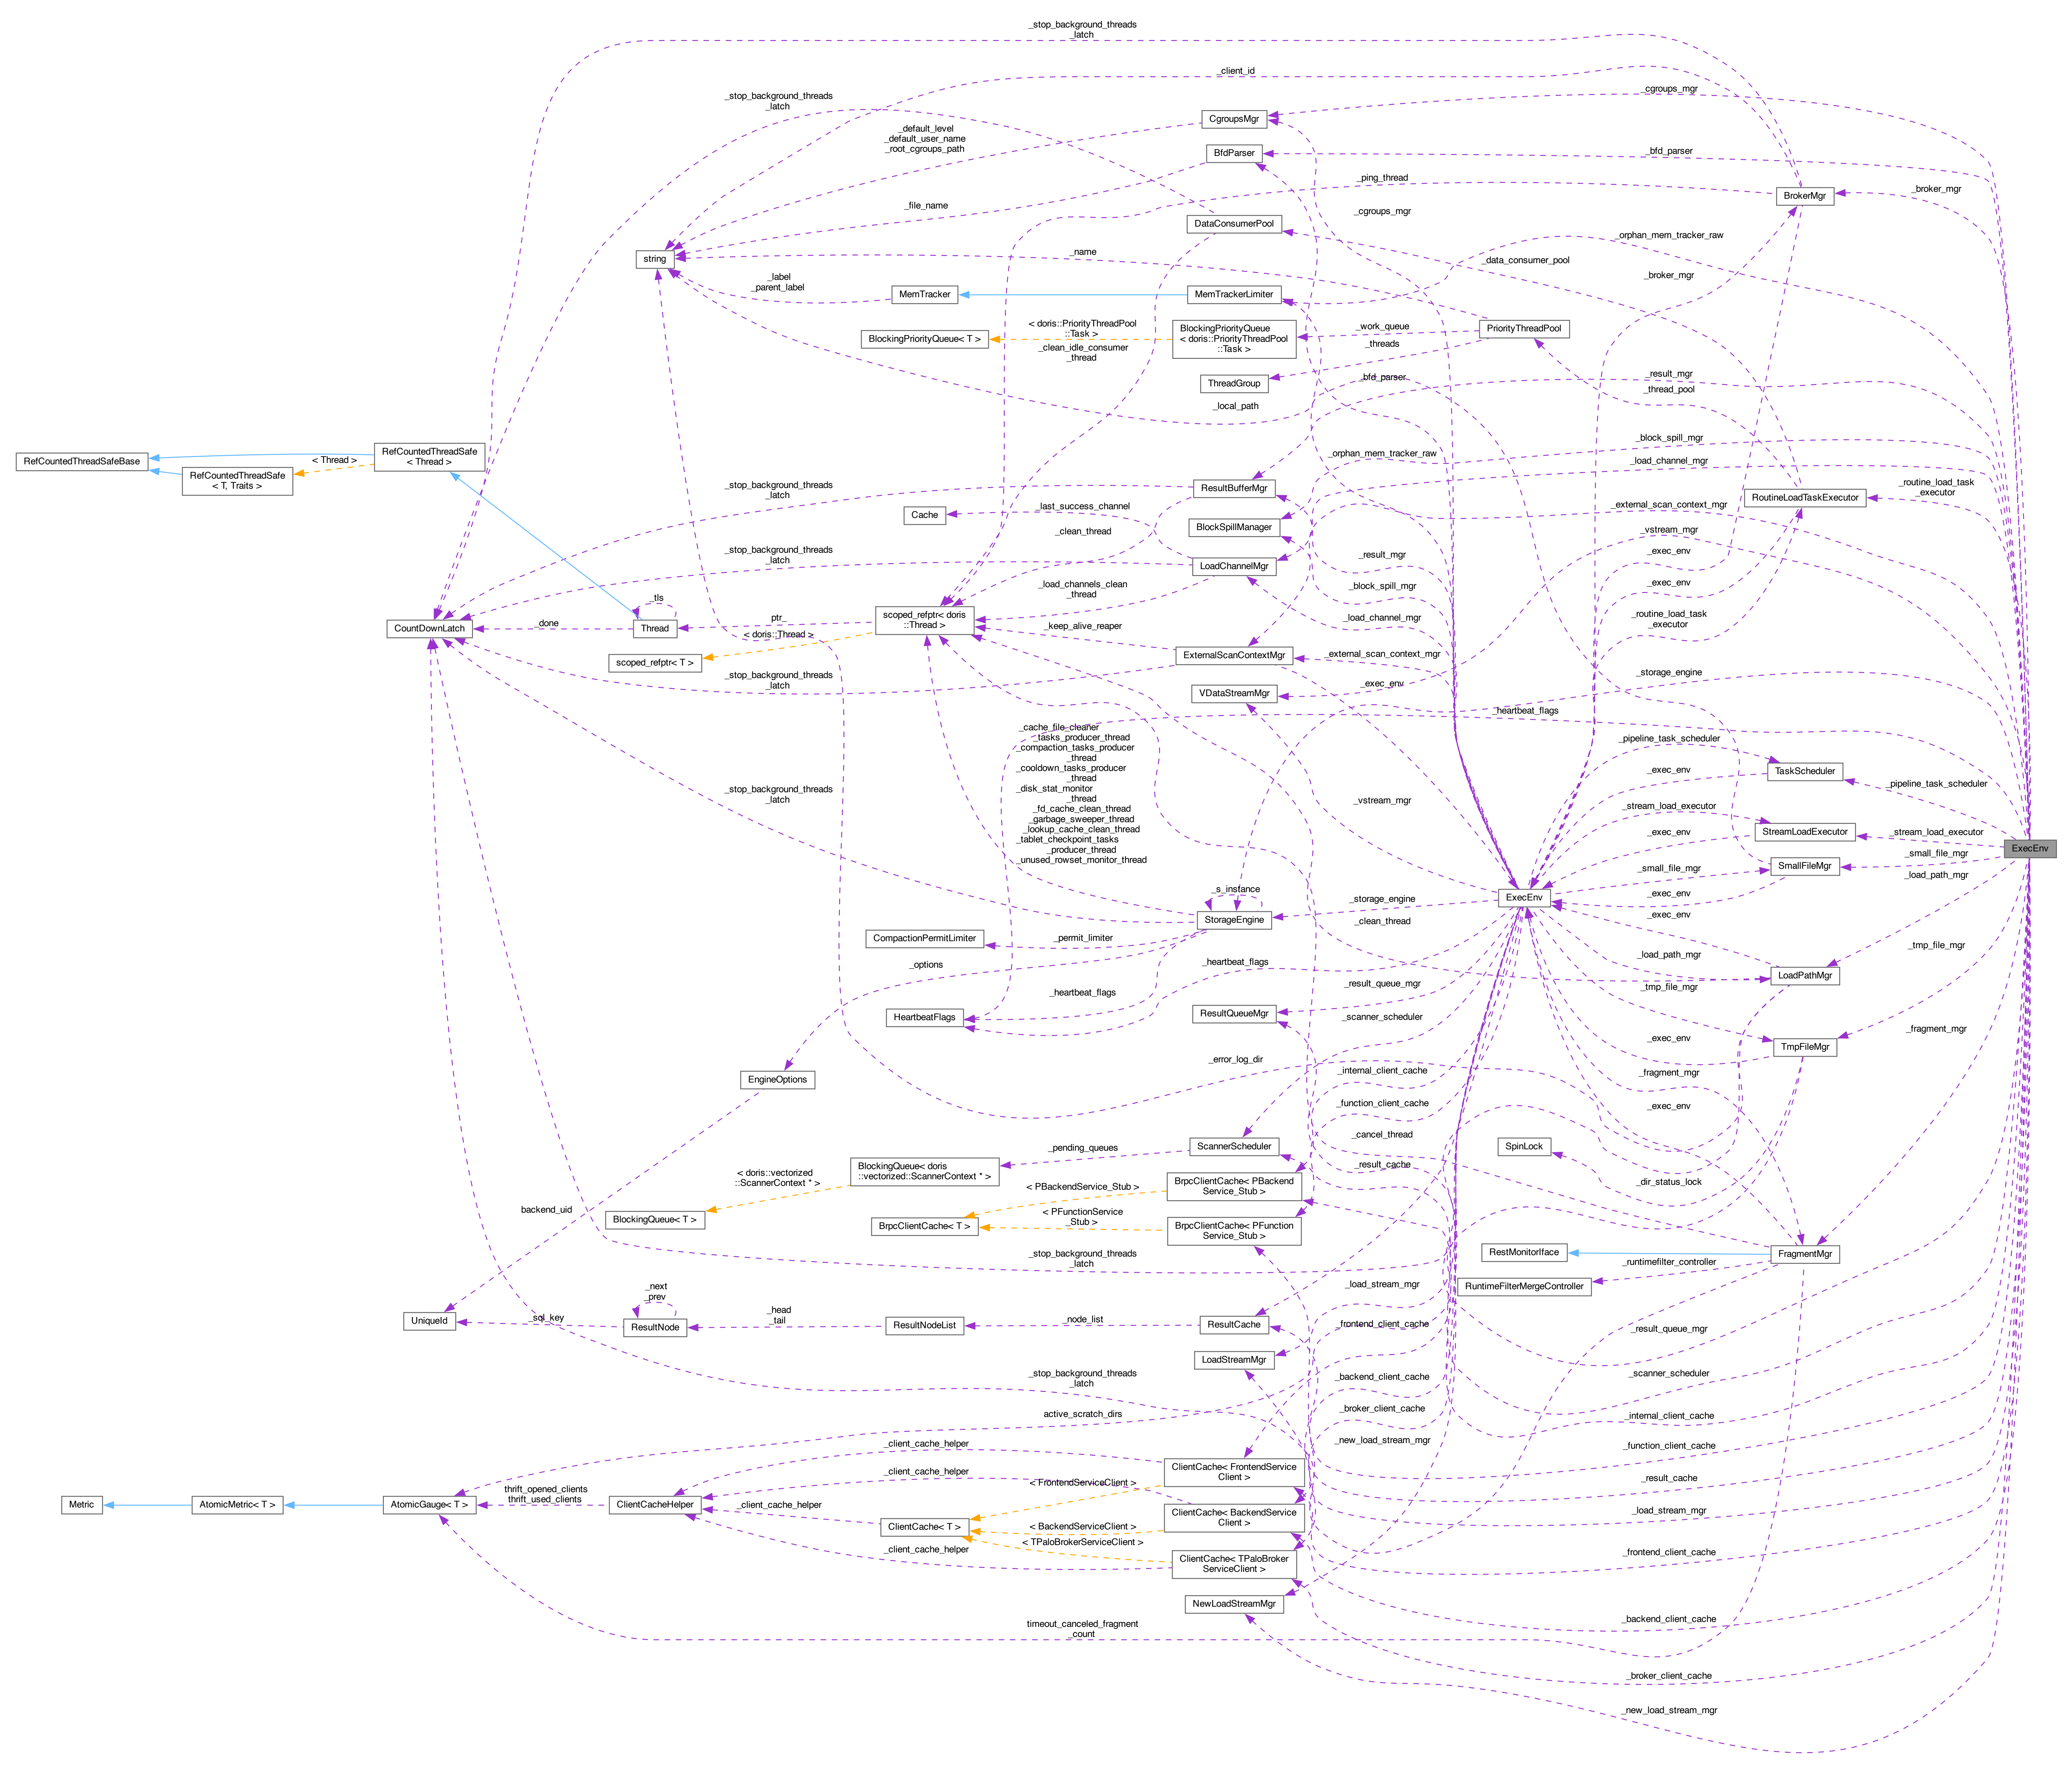 _stop_background_threads
_latch
_client_id
_cgroups_mgr
_stop_background_threads
_latch
CgroupsMgr
_default_level
_default_user_name
_root_cgroups_path
BfdParser
_bfd_parser
_ping_thread
_broker_mgr
BrokerMgr
_file_name
_cgroups_mgr
DataConsumerPool
_orphan_mem_tracker_raw
_name
string
_data_consumer_pool
_label
_parent_label
_broker_mgr
MemTracker
MemTrackerLimiter
< doris::PriorityThreadPool
::Task >
BlockingPriorityQueue< T >
BlockingPriorityQueue
< doris::PriorityThreadPool
::Task >
_work_queue
PriorityThreadPool
_clean_idle_consumer
_thread
_threads
ThreadGroup
_bfd_parser
_result_mgr
_thread_pool
_local_path
_block_spill_mgr
RefCountedThreadSafeBase
< Thread >
RefCountedThreadSafe
< Thread >
RefCountedThreadSafe
< T, Traits >
_orphan_mem_tracker_raw
_load_channel_mgr
_stop_background_threads
_latch
ResultBufferMgr
RoutineLoadTaskExecutor
_routine_load_task
_executor
Cache
_last_success_channel
_external_scan_context_mgr
BlockSpillManager
_clean_thread
_vstream_mgr
_stop_background_threads
_latch
_result_mgr
_exec_env
LoadChannelMgr
_load_channels_clean
_thread
_block_spill_mgr
_exec_env
_tls
_load_channel_mgr
_routine_load_task
_executor
CountDownLatch
_done
Thread
ptr_
scoped_refptr< doris
::Thread >
_keep_alive_reaper
< doris::Thread >
scoped_refptr< T >
ExternalScanContextMgr
_external_scan_context_mgr
_stop_background_threads
_latch
_exec_env
VDataStreamMgr
_storage_engine
_heartbeat_flags
_cache_file_cleaner
_tasks_producer_thread
_compaction_tasks_producer
_thread
_cooldown_tasks_producer
_thread
_disk_stat_monitor
_thread
_fd_cache_clean_thread
_garbage_sweeper_thread
_lookup_cache_clean_thread
_tablet_checkpoint_tasks
_producer_thread
_unused_rowset_monitor_thread
_pipeline_task_scheduler
_exec_env
TaskScheduler
_pipeline_task_scheduler
_stop_background_threads
_latch
_vstream_mgr
_stream_load_executor
_exec_env
StreamLoadExecutor
_stream_load_executor
ExecEnv
_small_file_mgr
SmallFileMgr
_small_file_mgr
_load_path_mgr
_s_instance
_storage_engine
ExecEnv
_exec_env
StorageEngine
_clean_thread
_exec_env
CompactionPermitLimiter
_permit_limiter
_options
_heartbeat_flags
_load_path_mgr
LoadPathMgr
_tmp_file_mgr
_heartbeat_flags
_result_queue_mgr
_tmp_file_mgr
HeartbeatFlags
ResultQueueMgr
_scanner_scheduler
_fragment_mgr
_exec_env
TmpFileMgr
_error_log_dir
_internal_client_cache
_fragment_mgr
EngineOptions
_function_client_cache
_exec_env
_pending_queues
ScannerScheduler
_cancel_thread
SpinLock
BlockingQueue< doris
::vectorized::ScannerContext * >
< doris::vectorized
::ScannerContext * >
_result_cache
_dir_status_lock
< PBackendService_Stub >
BrpcClientCache< PBackend
Service_Stub >
backend_uid
BlockingQueue< T >
< PFunctionService
_Stub >
BrpcClientCache< T >
BrpcClientCache< PFunction
Service_Stub >
_stop_background_threads
_latch
RestMonitorIface
FragmentMgr
_runtimefilter_controller
RuntimeFilterMergeController
_next
_prev
_load_stream_mgr
UniqueId
_sql_key
ResultNode
_head
_tail
ResultNodeList
_node_list
ResultCache
_frontend_client_cache
_result_queue_mgr
LoadStreamMgr
_stop_background_threads
_latch
_backend_client_cache
_scanner_scheduler
_broker_client_cache
active_scratch_dirs
_internal_client_cache
_client_cache_helper
_new_load_stream_mgr
_function_client_cache
_client_cache_helper
ClientCache< FrontendService
Client >
< FrontendServiceClient >
_result_cache
thrift_opened_clients
thrift_used_clients
Metric
AtomicMetric< T >
AtomicGauge< T >
ClientCacheHelper
_client_cache_helper
_load_stream_mgr
ClientCache< T >
< BackendServiceClient >
ClientCache< BackendService
Client >
< TPaloBrokerServiceClient >
_client_cache_helper
_frontend_client_cache
ClientCache< TPaloBroker
ServiceClient >
NewLoadStreamMgr
timeout_canceled_fragment
_count
_backend_client_cache
_broker_client_cache
_new_load_stream_mgr